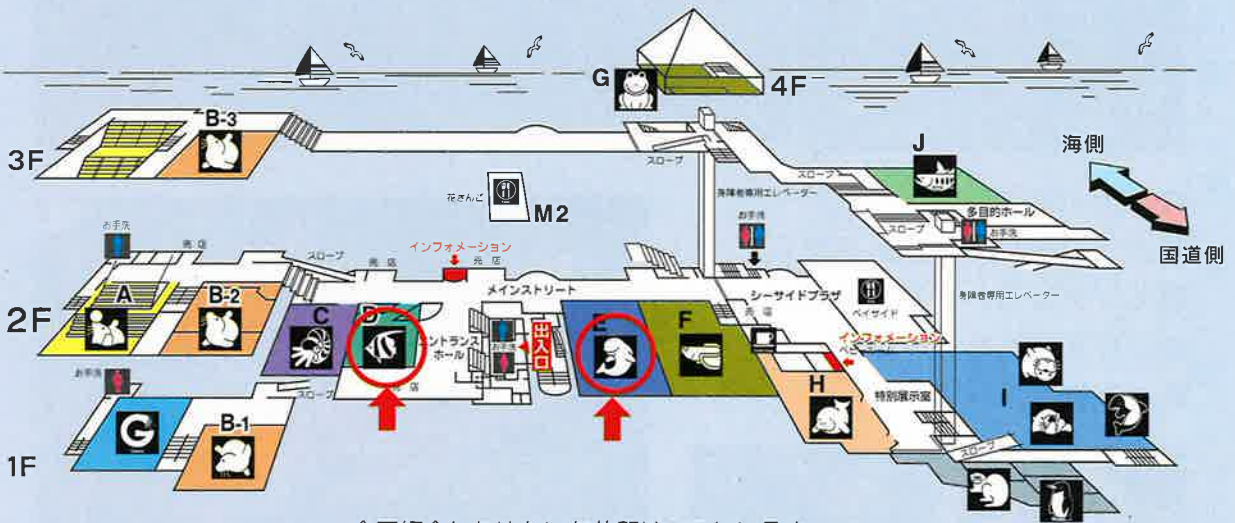 G
4F
B-3
3F
J
海側
スロープ
スロープ
身障者専用エレベーター
花さんご
M2
お手洗
多目的ホール
スロープ
お手洗
国道側
お手洗
売店
スロープ
インフォメーション
売店
メインストリート
シーサイドプラザ
ベイサイド
身障者専用エレベーター
A
B-2
2F
C
D
エントランスホール
お手洗
出入口
E
F
売店
インフォメーション
H
特別展示室
I
お手洗
スロープ
売店
G
B-1
1F
スロープ